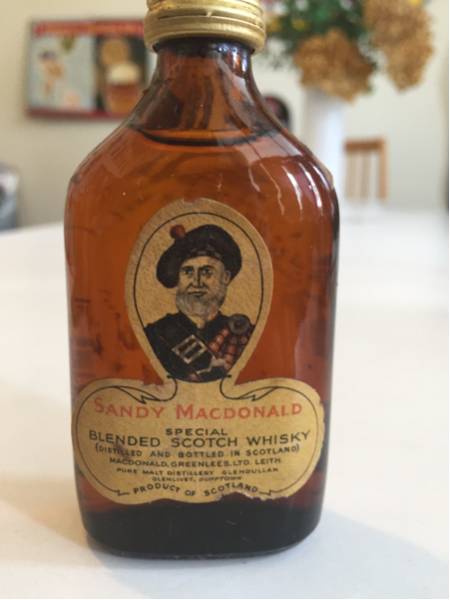 SANDY MACDONALD
SPECIAL
BLENDED SCOTCH WHISKY
(DISTILLED AND BOTTLED IN SCOTLAND)
MACDONALD, GREENLEES, LTD. LEITH.
PURE MALT DISTILLERY GLENDULLAN
GLENLIVET, DUFFTOWN
PRODUCT OF SCOTLAND